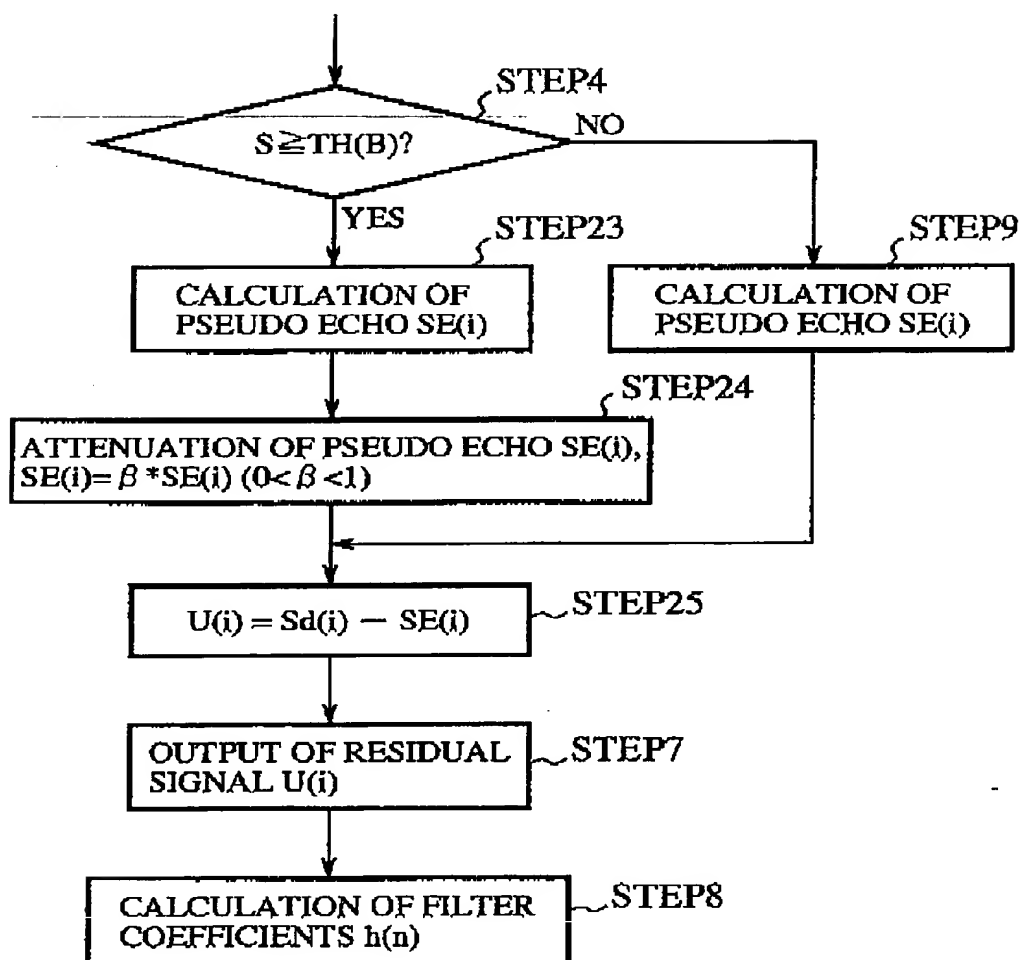 STEP4
S≧TH(B)?
NO
YES
STEP23
STEP9
CALCULATION OF
PSEUDO ECHO SE(i)
CALCULATION OF
PSEUDO ECHO SE(i)
STEP24
ATTENUATION OF PSEUDO ECHO SE(i),
SE(i)= β *SE(i) (0< β <1)
STEP25
U(i) = Sd(i) − SE(i)
STEP7
OUTPUT OF RESIDUAL
SIGNAL U(i)
STEP8
CALCULATION OF FILTER
COEFFICIENTS h(n)